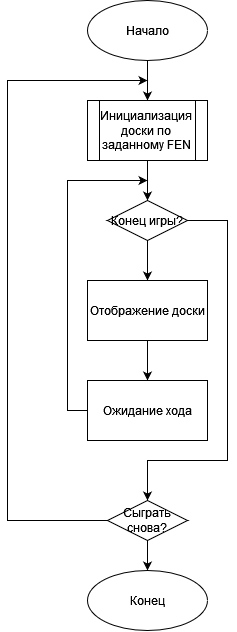 Начало
Инициализация
доски по
заданному FEN
Конец игры?
Отображение доски
Ожидание хода
Сыграть
снова?
Конец